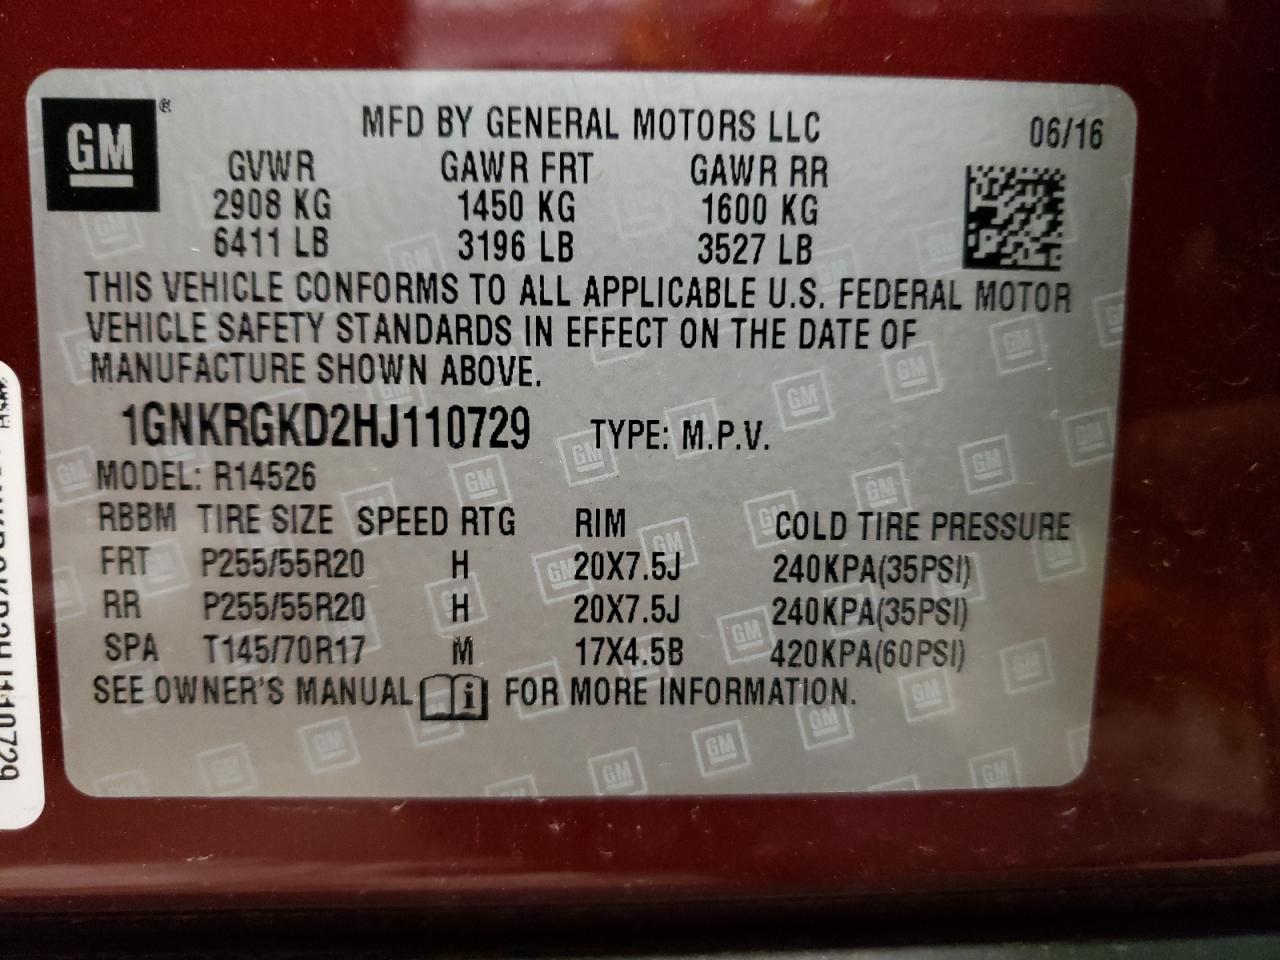 GM ® MFD BY GENERAL MOTORS LLC 06/16
GVWR GAWR FRT GAWR RR
2908 KG 1450 KG 1600 KG
6411 LB 3196 LB 3527 LB
THIS VEHICLE CONFORMS TO ALL APPLICABLE U.S. FEDERAL MOTOR
VEHICLE SAFETY STANDARDS IN EFFECT ON THE DATE OF
MANUFACTURE SHOWN ABOVE.
1GNKRGKD2HJ110729 TYPE: M.P.V.
MODEL: R14526
RBBM TIRE SIZE SPEED RTG RIM COLD TIRE PRESSURE
FRT P255/55R20 H 20X7.5J 240KPA(35PSI)
RR P255/55R20 H 20X7.5J 240KPA(35PSI)
SPA T145/70R17 M 17X4.5B 420KPA(60PSI)
SEE OWNER'S MANUAL i FOR MORE INFORMATION.